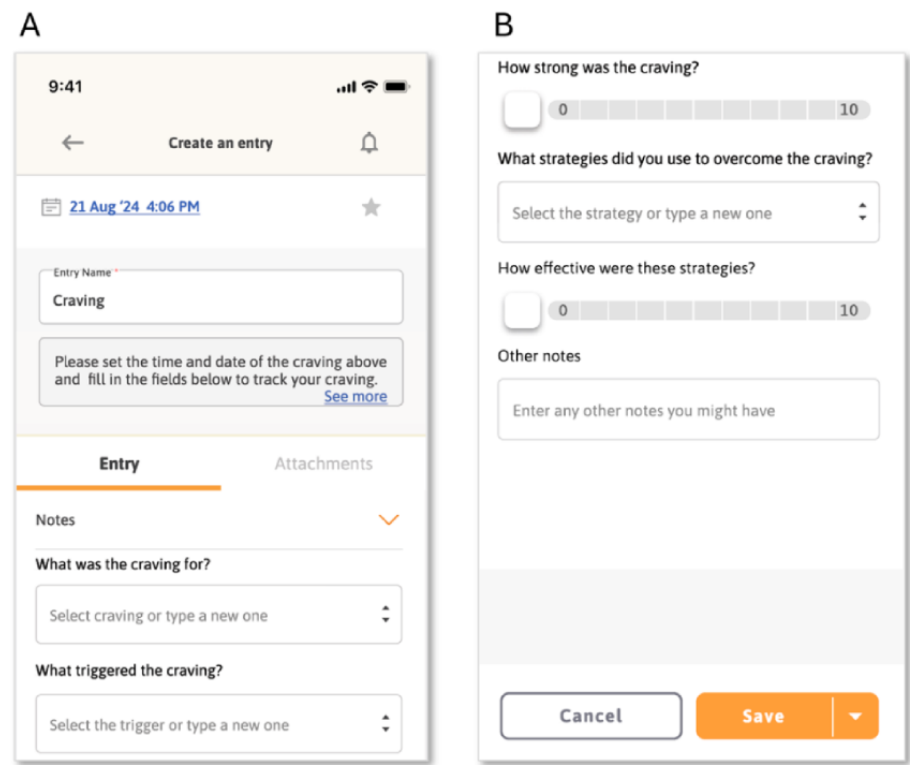 A
9:41
Create an entry
21 Aug '24 4:06 PM
Entry Name *
Craving
Please set the time and date of the craving above
and fill in the fields below to track your craving.
See more
Entry
Attachments
Notes
What was the craving for?
Select craving or type a new one
What triggered the craving?
Select the trigger or type a new one
B
How strong was the craving?
0 10
What strategies did you use to overcome the craving?
Select the strategy or type a new one
How effective were these strategies?
0 10
Other notes
Enter any other notes you might have
Cancel
Save